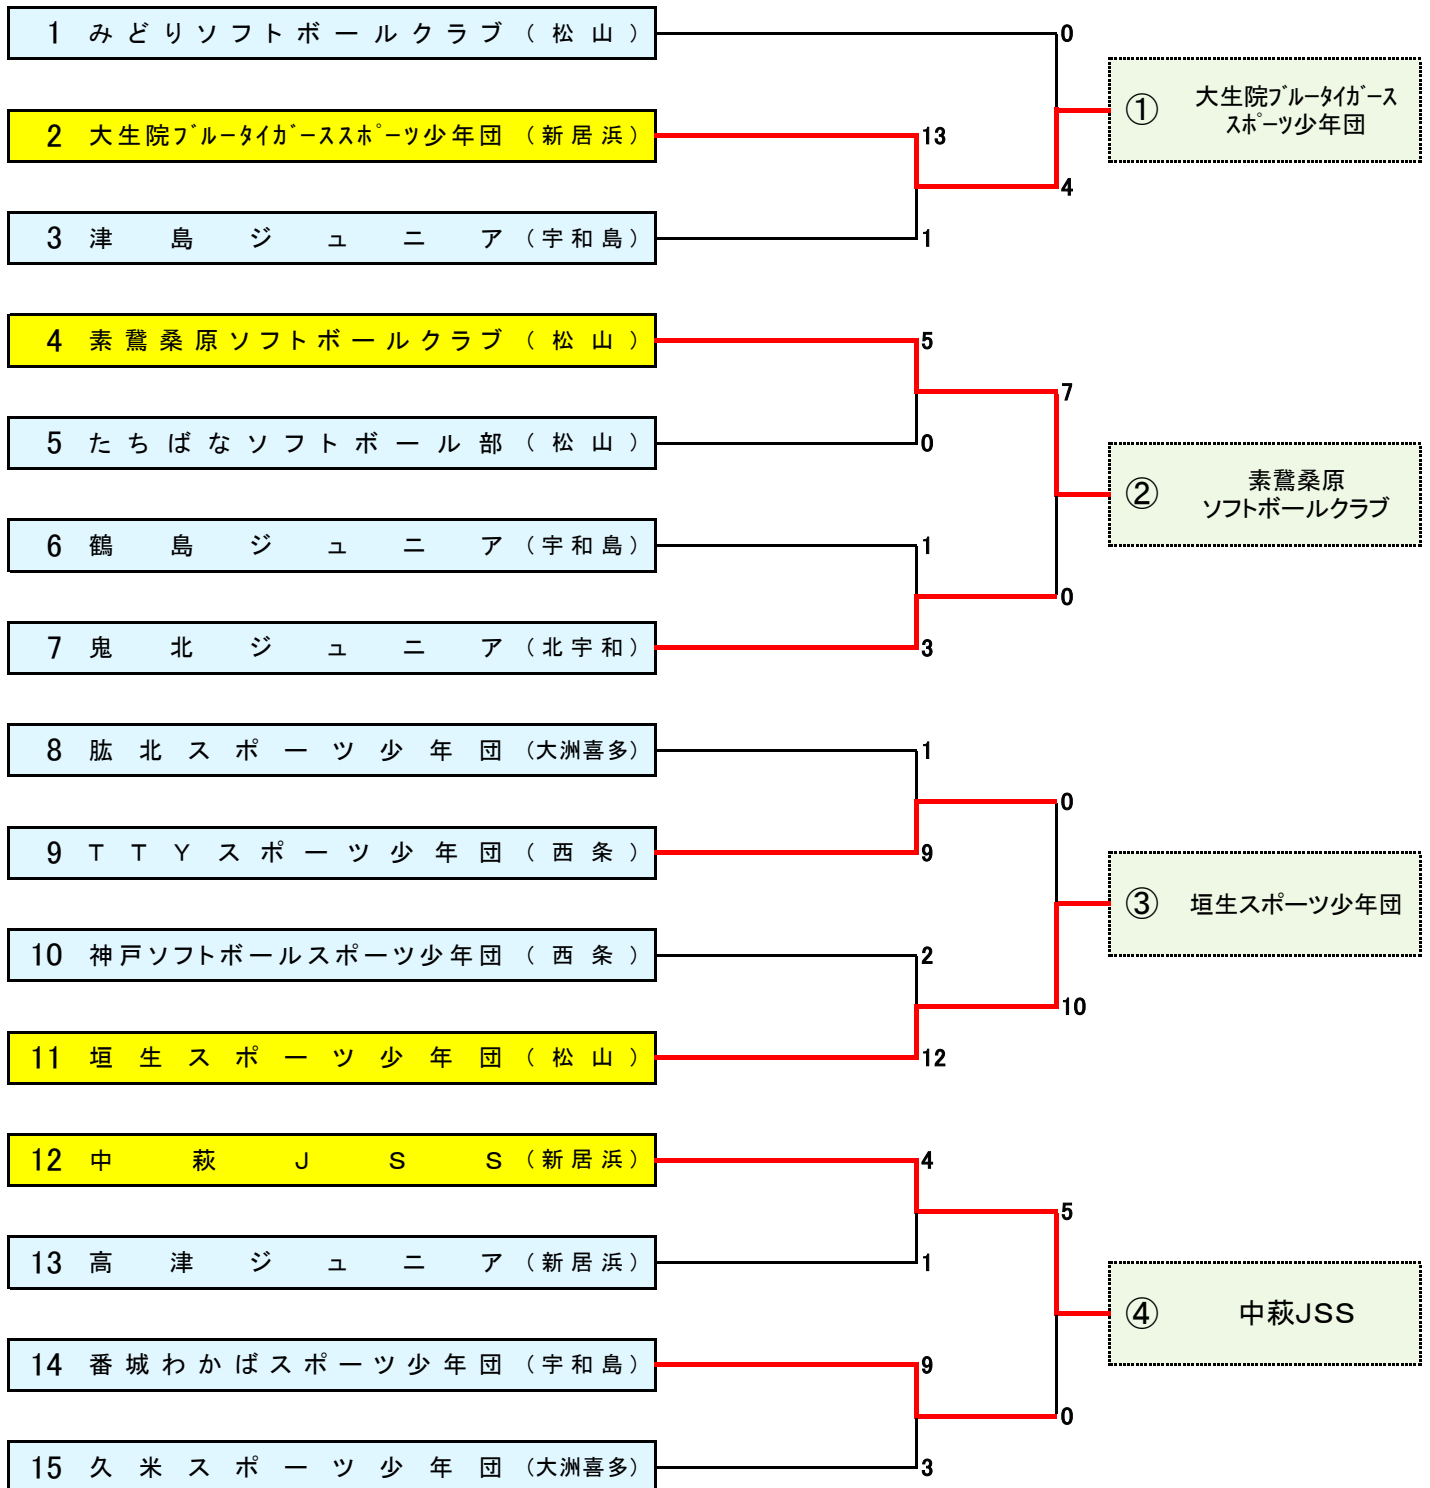 1 みどりソフトボールクラブ（松山）
0
① 大生院ﾌﾞﾙｰﾀｲｶﾞｰｽ
ｽﾎﾟｰﾂ少年団
2 大生院ﾌﾞﾙｰﾀｲｶﾞｰｽｽﾎﾟｰﾂ少年団（新居浜）
13
4
3 津島ジュニア（宇和島）
1
4 素鵞桑原ソフトボールクラブ（松山）
5
7
5 たちばなソフトボール部（松山）
0
② 素鵞桑原
ソフトボールクラブ
6 鶴島ジュニア（宇和島）
1
0
7 鬼北ジュニア（北宇和）
3
8 肱北スポーツ少年団（大洲喜多）
1
0
9 TTYスポーツ少年団（西条）
9
③ 垣生スポーツ少年団
10 神戸ソフトボールスポーツ少年団（西条）
2
10
11 垣生スポーツ少年団（松山）
12
12 中萩JSS（新居浜）
4
5
13 高津ジュニア（新居浜）
1
④ 中萩JSS
14 番城わかばスポーツ少年団（宇和島）
9
0
15 久米スポーツ少年団（大洲喜多）
3